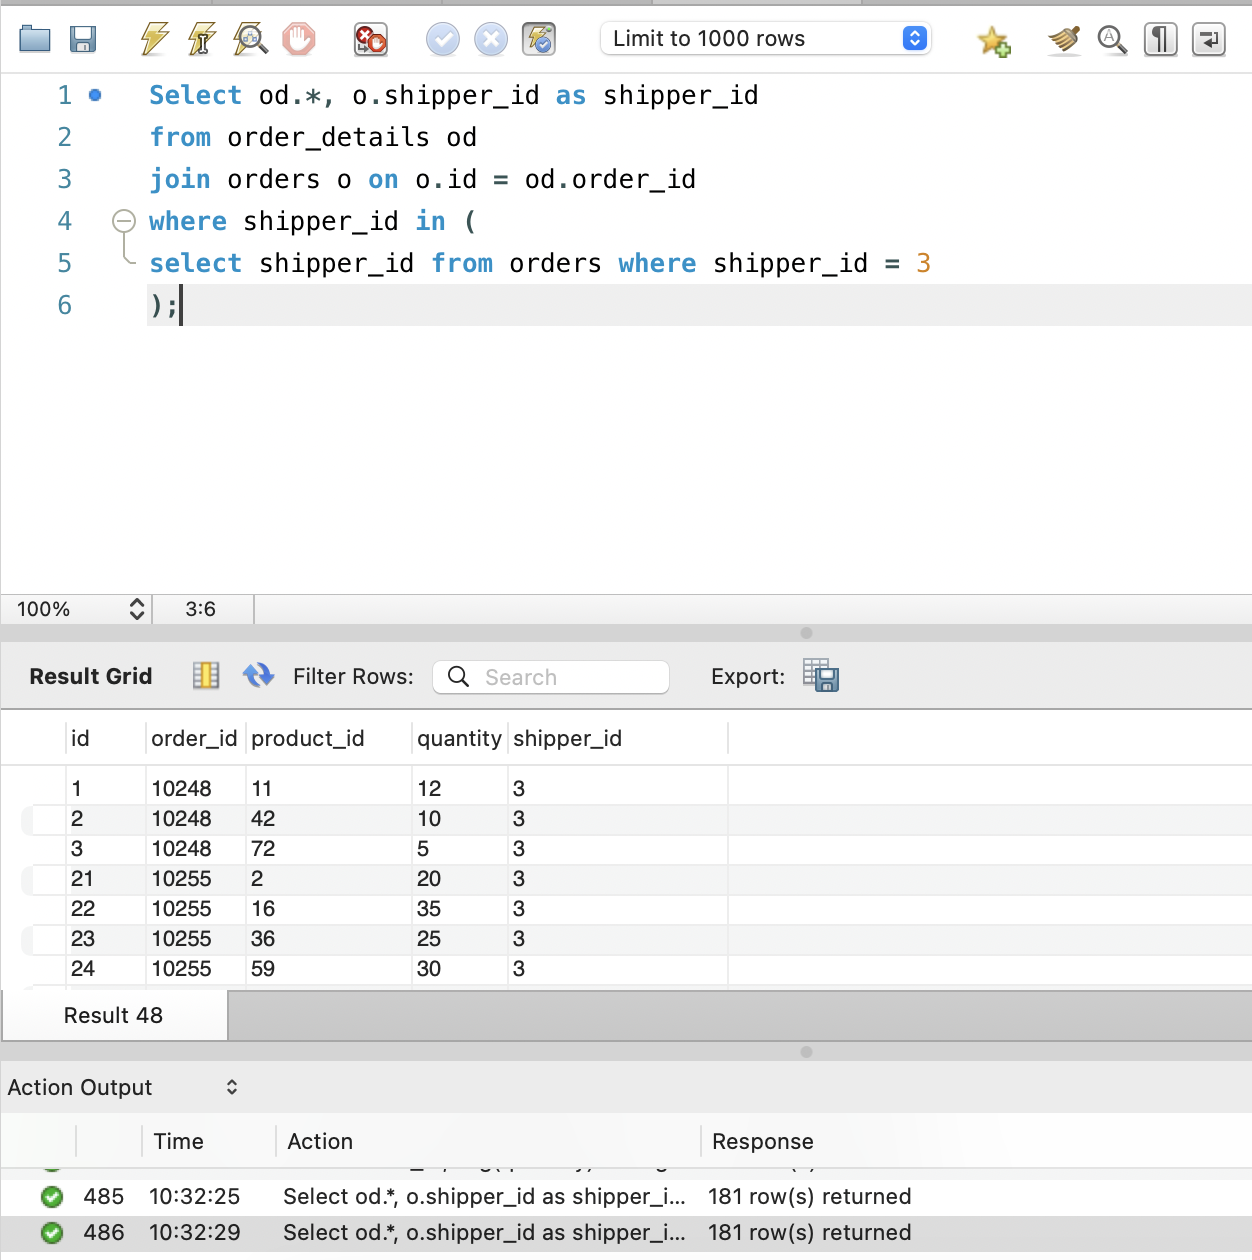 Limit to 1000 rows
1 Select od.*, o.shipper_id as shipper_id
2 from order_details od
3 join orders o on o.id = od.order_id
4 where shipper_id in (
5 select shipper_id from orders where shipper_id = 3
6 );
100% 3:6
Result Grid Filter Rows: Search Export:
id order_id product_id quantity shipper_id
1 10248 11 12 3
2 10248 42 10 3
3 10248 72 5 3
21 10255 2 20 3
22 10255 16 35 3
23 10255 36 25 3
24 10255 59 30 3
Result 48
Action Output
Time Action Response
485 10:32:25 Select od.*, o.shipper_id as shipper_i... 181 row(s) returned
486 10:32:29 Select od.*, o.shipper_id as shipper_i... 181 row(s) returned